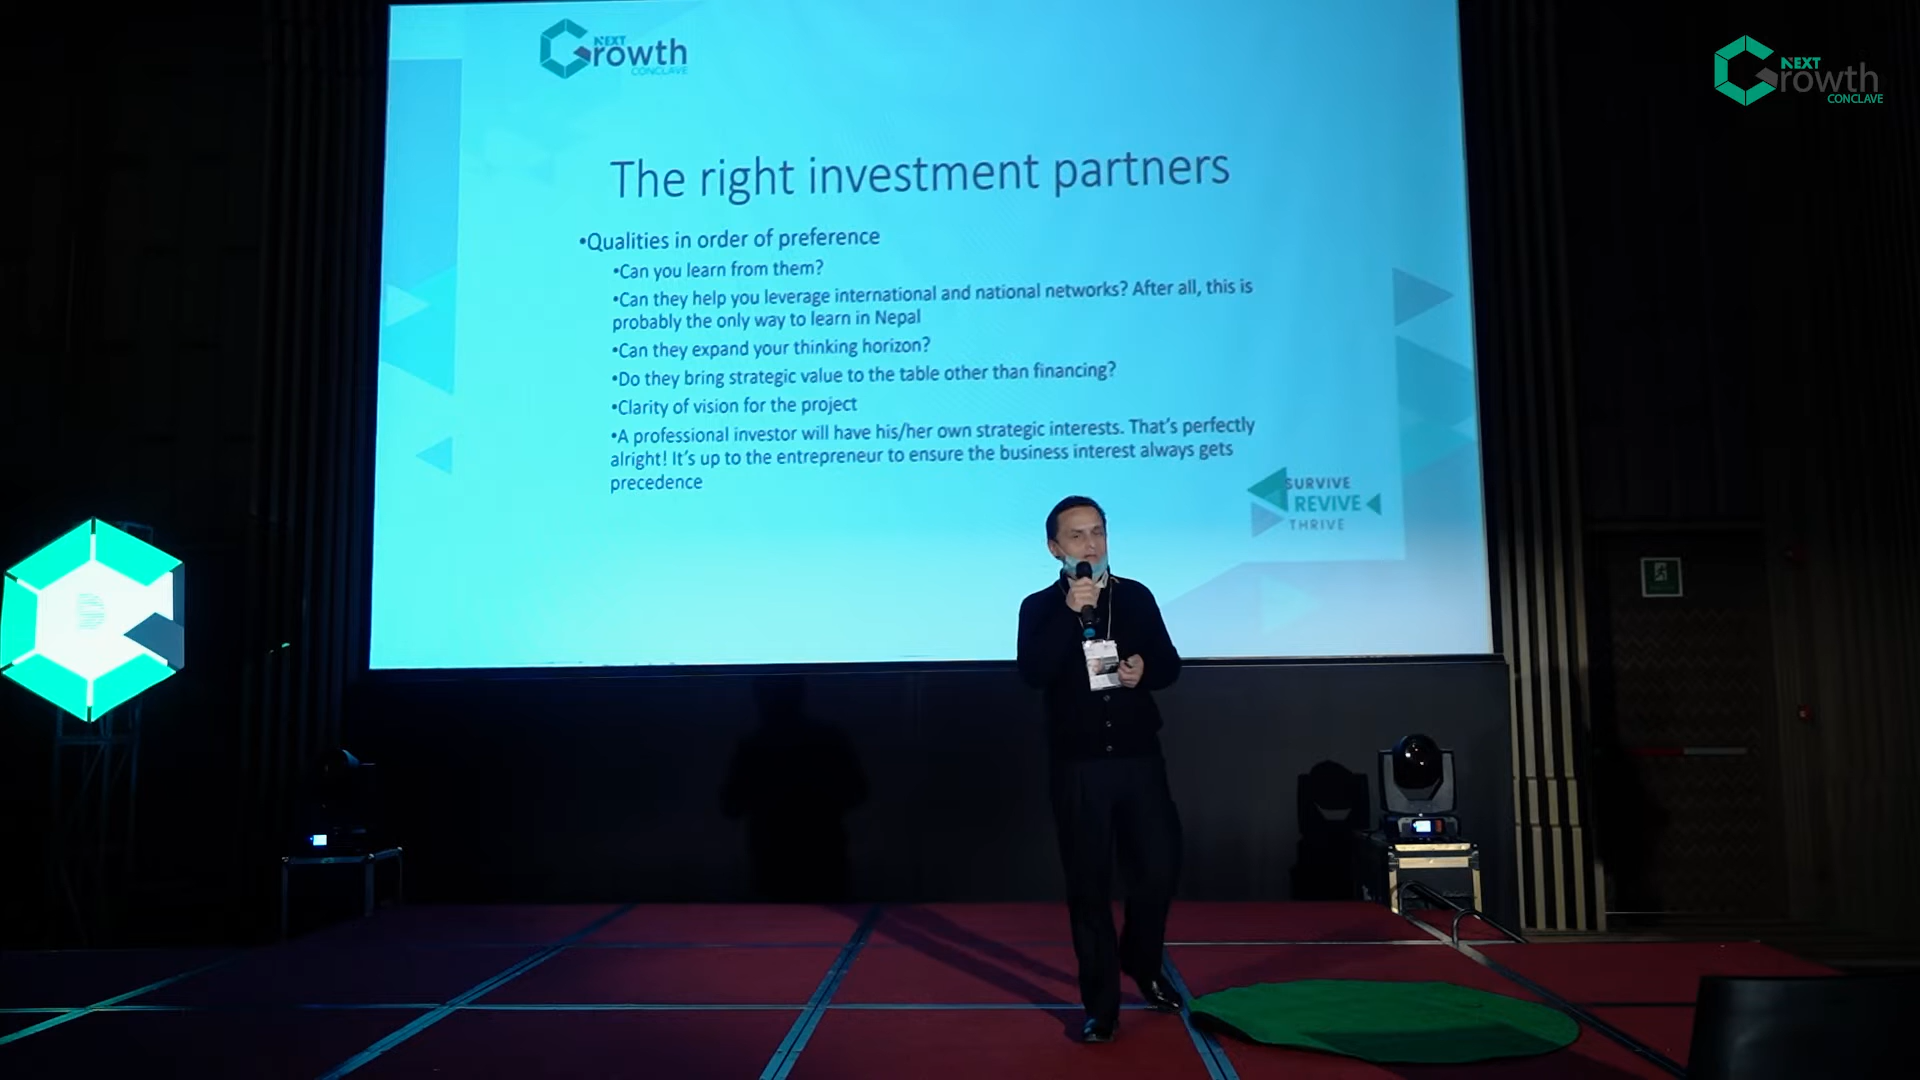 NEXT
Growth
CONCLAVE
NEXT
Growth
CONCLAVE
The right investment partners
•Qualities in order of preference
•Can you learn from them?
•Can they help you leverage international and national networks? After all, this is
probably the only way to learn in Nepal
•Can they expand your thinking horizon?
•Do they bring strategic value to the table other than financing?
•Clarity of vision for the project
•A professional investor will have his/her own strategic interests. That's perfectly
alright! It's up to the entrepreneur to ensure the business interest always gets
precedence
SURVIVE
REVIVE
THRIVE